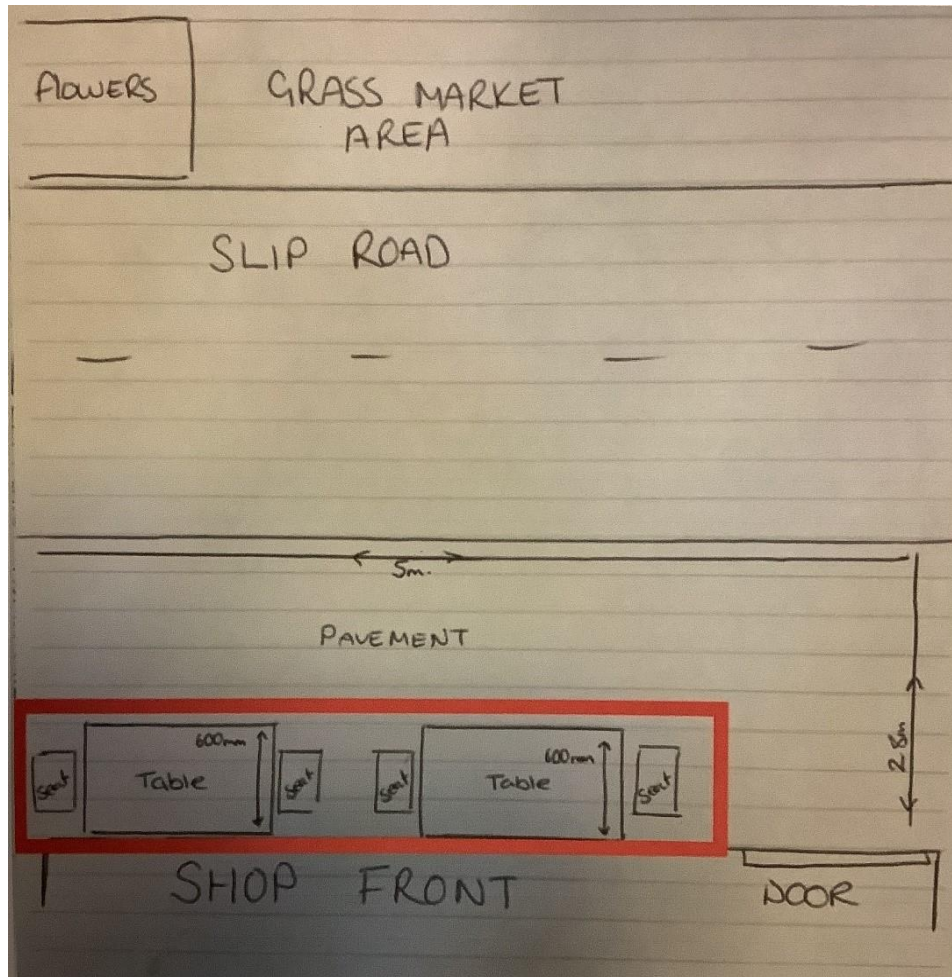 FLOWERS
GRASS MARKET
AREA
SLIP ROAD
5m.
PAVEMENT
2.8m
600mm
600mm
Seat
Table
Seat
Seat
Table
Seat
SHOP FRONT
DOOR